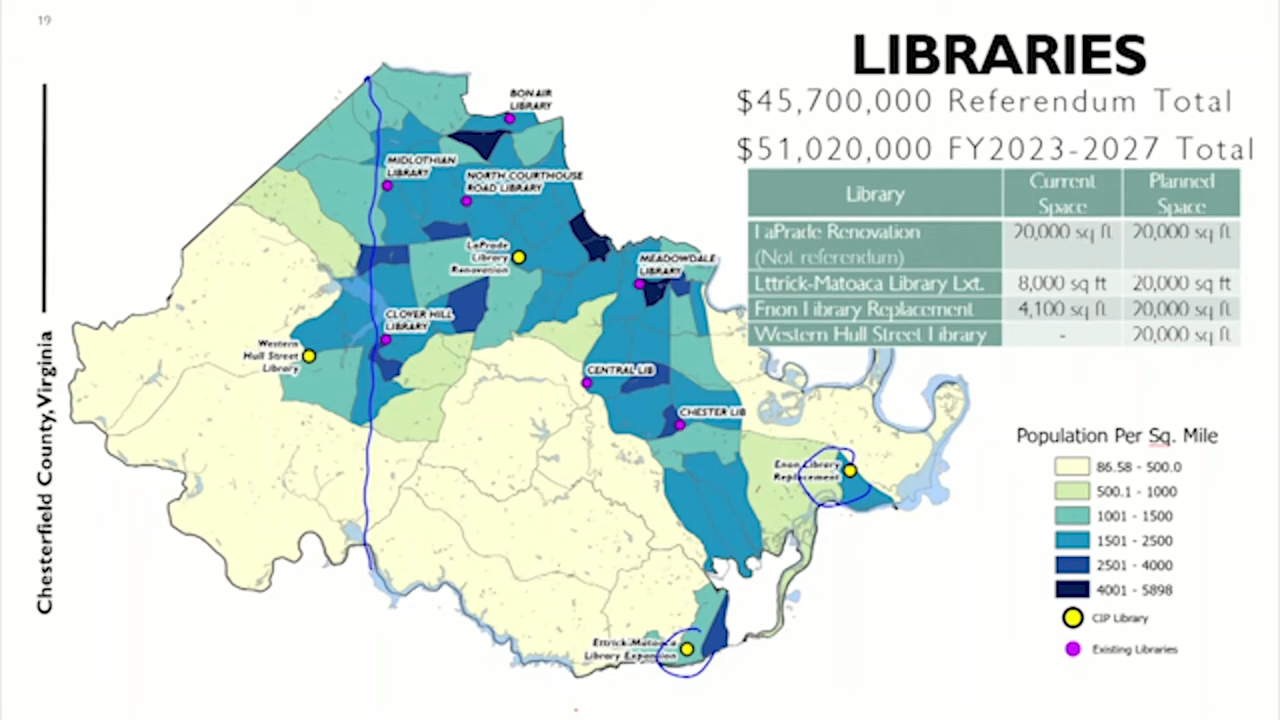 19
LIBRARIES
$45,700,000 Referendum Total
$51,020,000 FY2023-2027 Total
Library Current Space Planned Space
LaPrade Renovation (Not referendum) 20,000 sq ft 20,000 sq ft
Ettrick-Matoaca Library Ext. 8,000 sq ft 20,000 sq ft
Enon Library Replacement 4,100 sq ft 20,000 sq ft
Western Hull Street Library - 20,000 sq ft
Chesterfield County, Virginia
BON AIR
LIBRARY
MIDLOTHIAN
LIBRARY
NORTH COURTHOUSE
ROAD LIBRARY
LaPrade
Library
Renovation
MEADOWDALE
LIBRARY
CLOVER HILL
LIBRARY
Western
Hull Street
Library
CENTRAL LIB
CHESTER LIB
Enon Library
Replacement
Ettrick-Matoaca
Library Expansion
Population Per Sq. Mile
86.58 - 500.0
500.1 - 1000
1001 - 1500
1501 - 2500
2501 - 4000
4001 - 5898
CIP Library
Existing Libraries